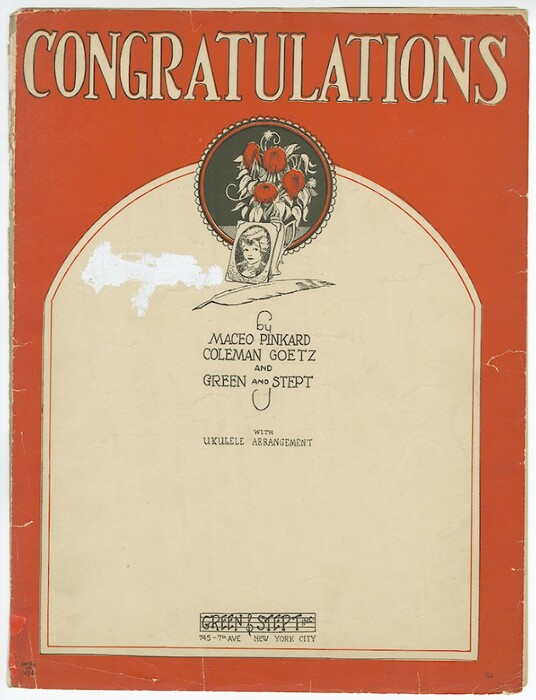 CONGRATULATIONS
by
MACEO PINKARD
COLEMAN GOETZ
AND
GREEN AND STEPT
WITH
UKULELE ARRANGEMENT
GREEN & STEPT INC
745-7TH AVE NEW YORK CITY